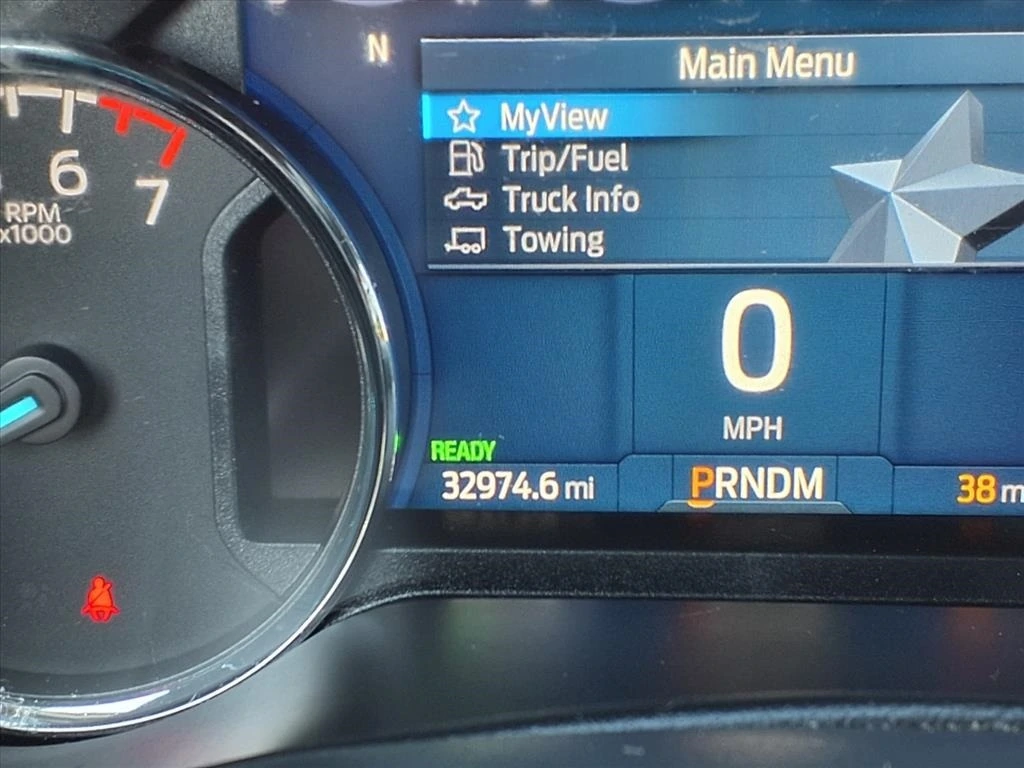 N
Main Menu
MyView
Trip/Fuel
Truck Info
Towing
6
7
RPM
x1000
0
MPH
READY
32974.6 mi
PRNDM
38 m